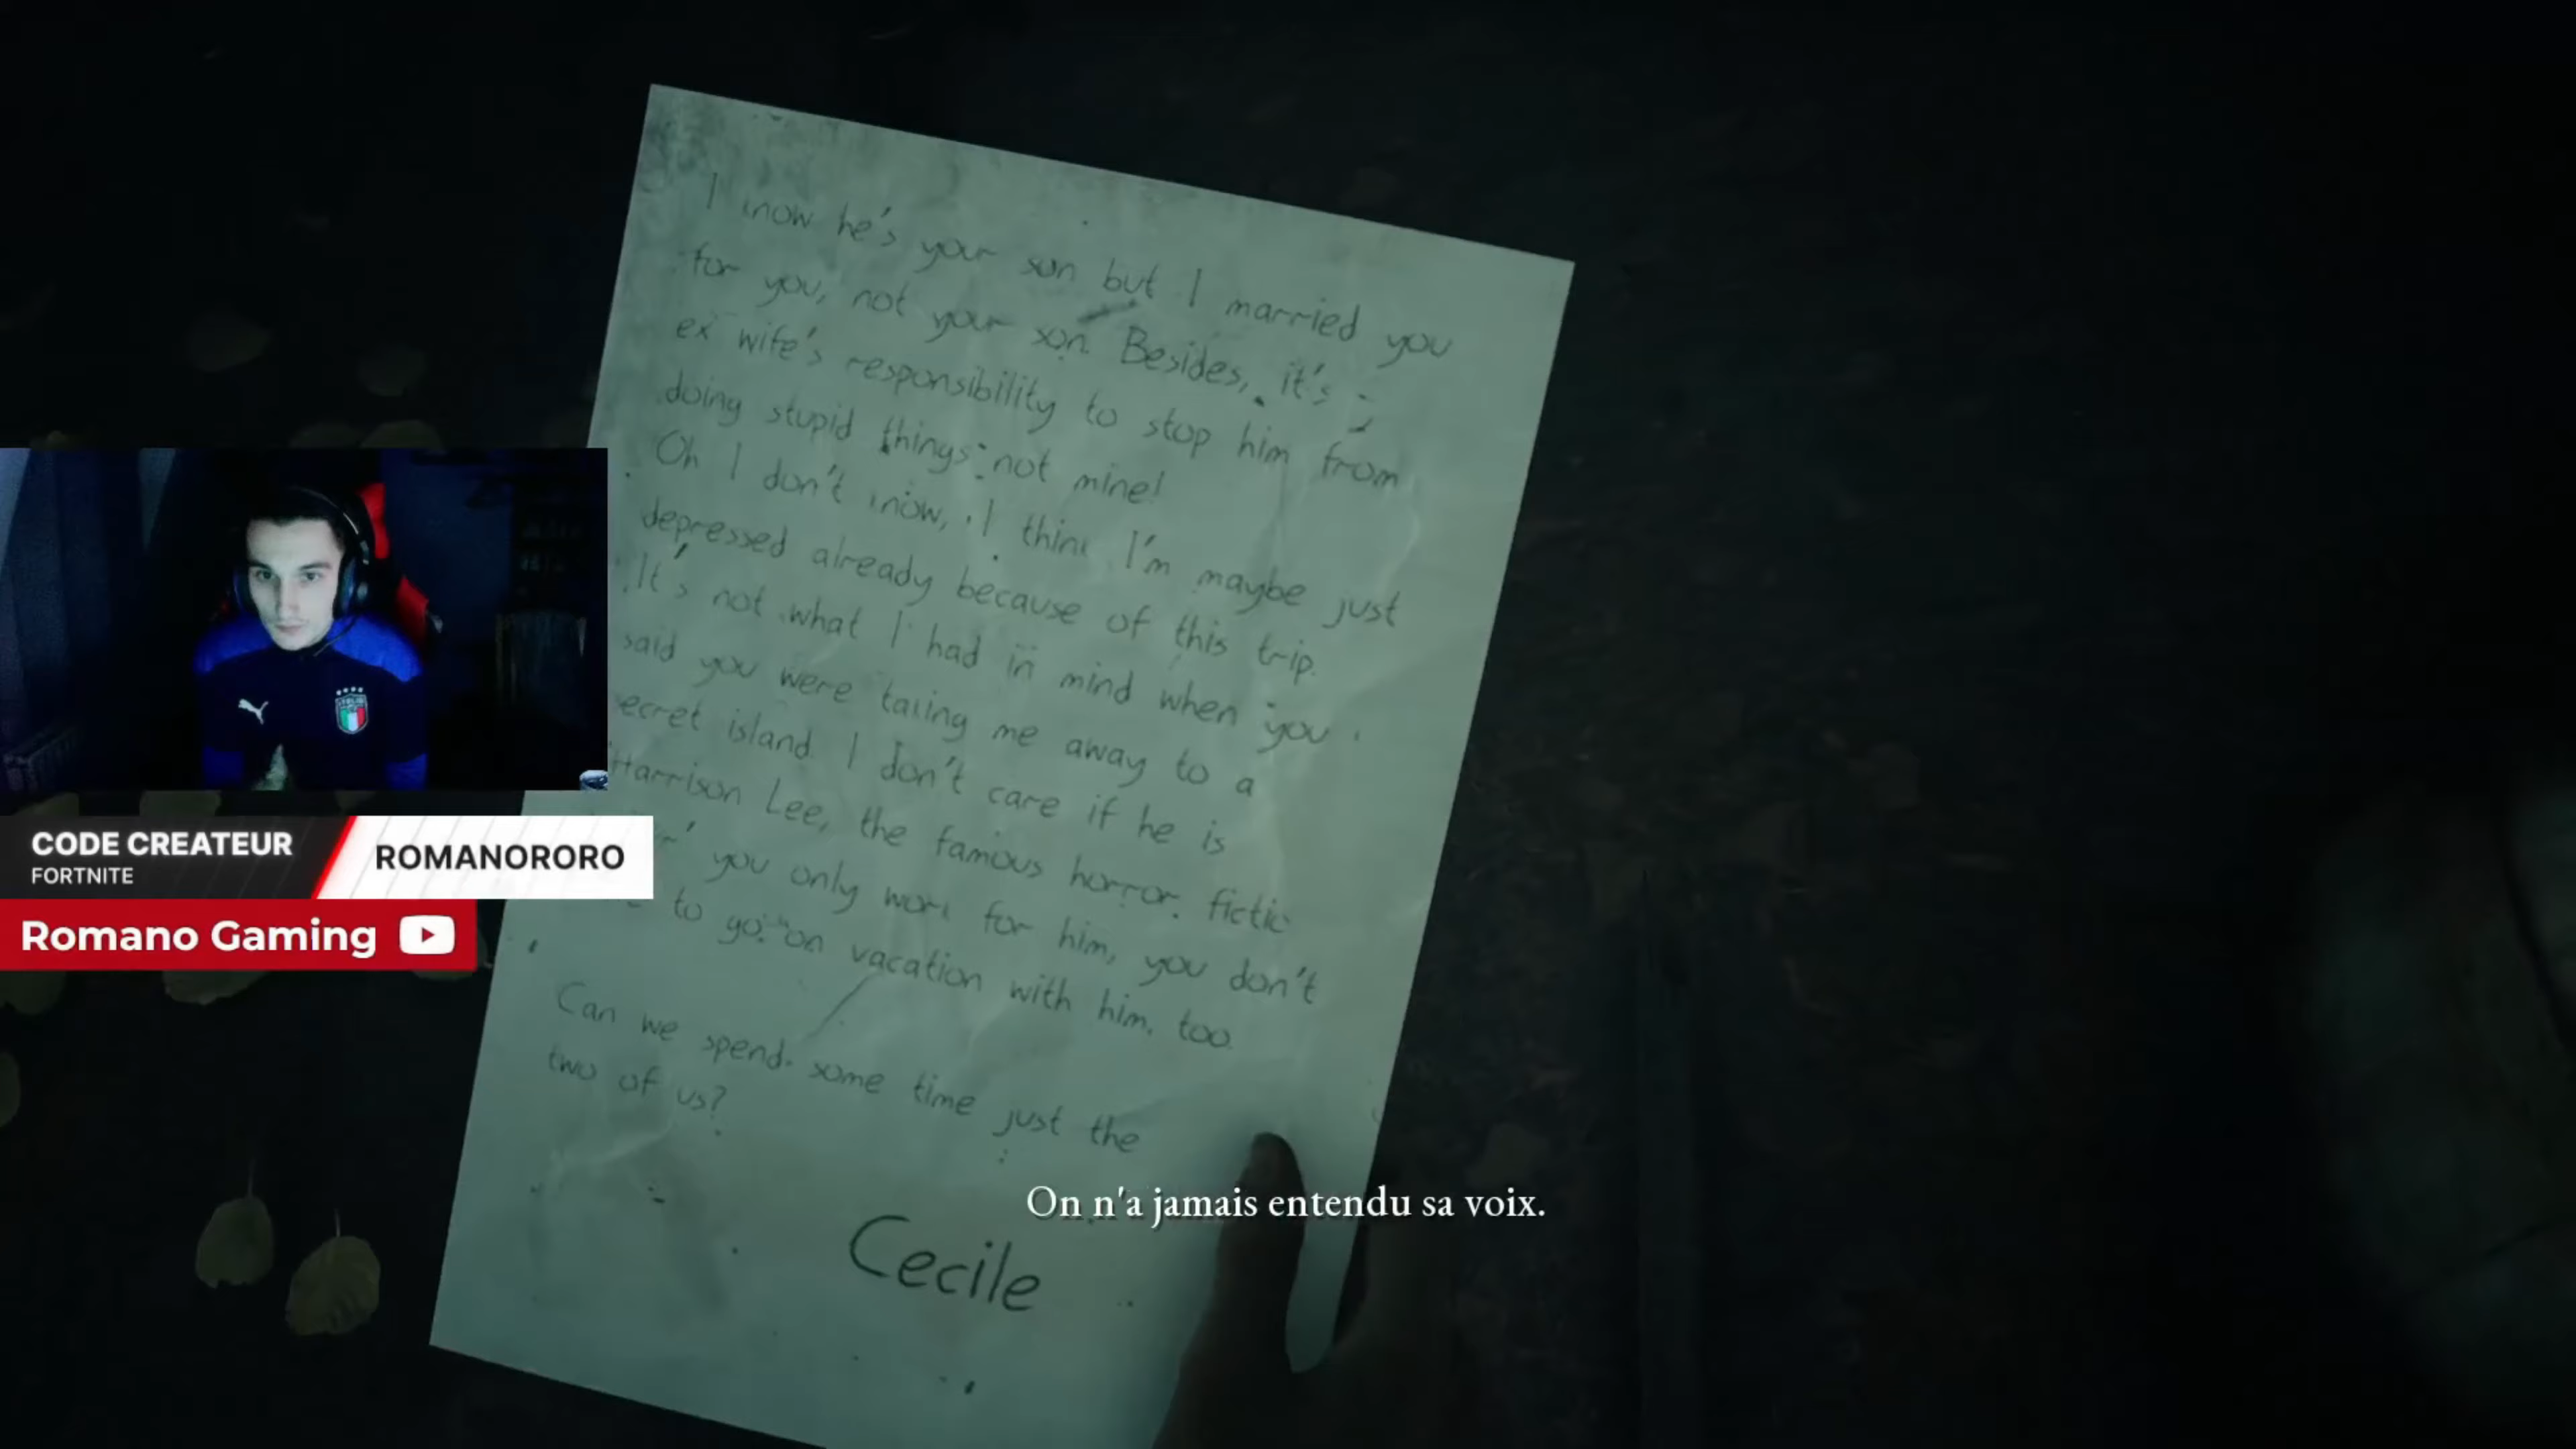 I know he's your son but I married you
for you, not your son. Besides, it's
ex wife's responsibility to stop him from
doing stupid things not mine!
Oh I don't know, I think I'm maybe just
depressed already because of this trip.
It's not what I had in mind when you
said you were taking me away to a
ecret island. I don't care if he is
Harrison Lee, the famous horror fictic
you only work for him, you don't
to go on vacation with him too.
Can we spend some time just the
two of us?
Cecile
CODE CREATEUR
FORTNITE
ROMANORORO
Romano Gaming
On n'a jamais entendu sa voix.